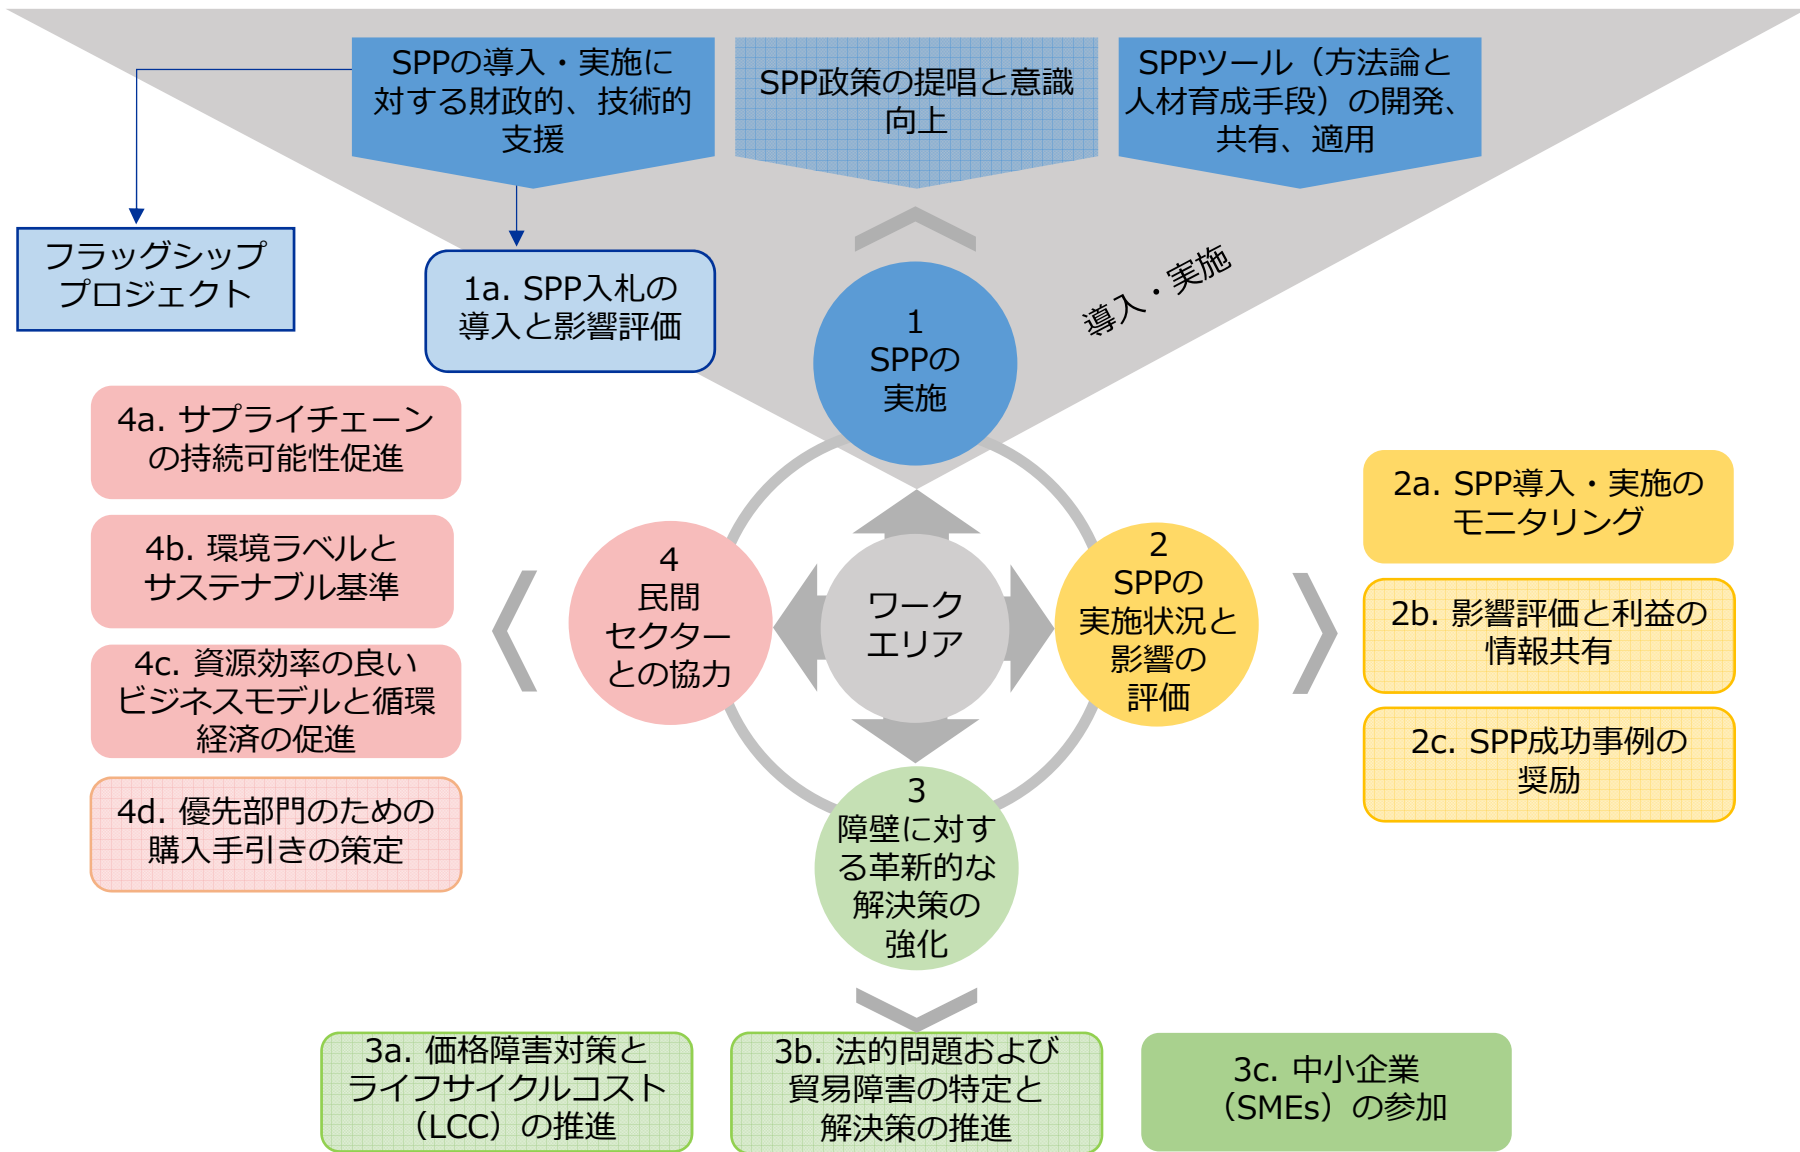 SPPの導入・実施に
対する財政的、技術的
支援
SPP政策の提唱と意識
向上
SPPツール（方法論と
人材育成手段）の開発、
共有、適用
フラッグシップ
プロジェクト
1a. SPP入札の
導入と影響評価
導入・実施
1
SPPの
実施
4a. サプライチェーン
の持続可能性促進
4b. 環境ラベルと
サステナブル基準
4c. 資源効率の良い
ビジネスモデルと循環
経済の促進
4d. 優先部門のための
購入手引きの策定
4
民間
セクター
との協力
ワーク
エリア
2
SPPの
実施状況と
影響の
評価
2a. SPP導入・実施の
モニタリング
2b. 影響評価と利益の
情報共有
2c. SPP成功事例の
奨励
3
障壁に対す
る革新的な
解決策の
強化
3a. 価格障害対策と
ライフサイクルコスト
（LCC）の推進
3b. 法的問題および
貿易障害の特定と
解決策の推進
3c. 中小企業
（SMEs）の参加